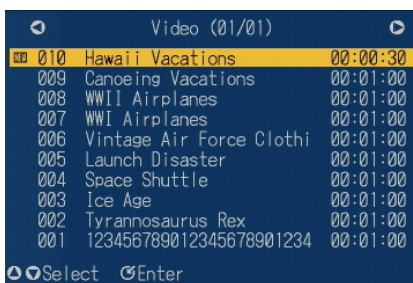 Video (01/01)
010 Hawaii Vacations 00:00:30
009 Canoeing Vacations 00:01:00
008 WWII Airplanes 00:01:00
007 WWI Airplanes 00:01:00
006 Vintage Air Force Clothi 00:01:00
005 Launch Disaster 00:01:00
004 Space Shuttle 00:01:00
003 Ice Age 00:01:00
002 Tyrannosaurus Rex 00:01:00
001 123456789012345678901234 00:01:00
Select Enter